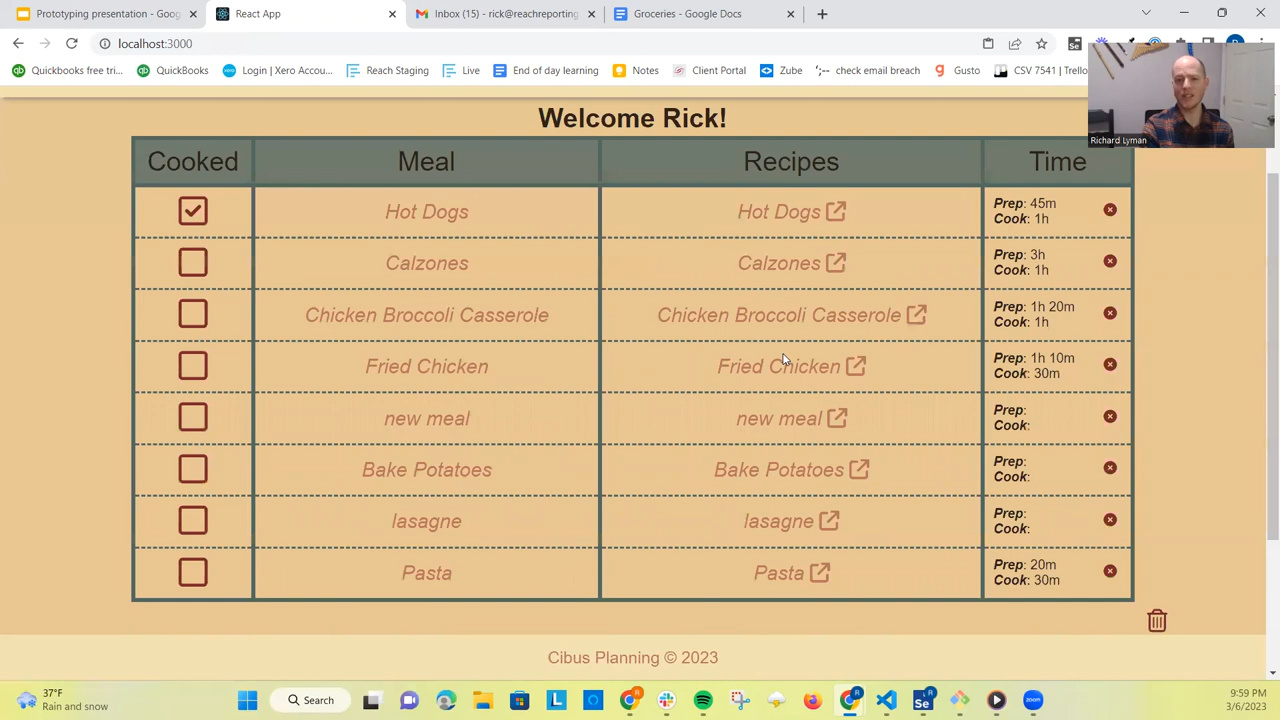 Prototyping presentation - Goog
React App
Inbox (15) - rick@reachreporting
Groceries - Google Docs
localhost:3000
Quickbooks free tri...
QuickBooks
Login | Xero Accou...
Reach Staging
Live
End of day learning
Notes
Client Portal
Zube
check email breach
Gusto
CSV 7541 | Trello
Richard Lyman
Welcome Rick!
Cooked Meal Recipes Time
Hot Dogs Hot Dogs Prep: 45m
Cook: 1h
Calzones Calzones Prep: 3h
Cook: 1h
Chicken Broccoli Casserole Chicken Broccoli Casserole Prep: 1h 20m
Cook: 1h
Fried Chicken Fried Chicken Prep: 1h 10m
Cook: 30m
new meal new meal Prep:
Cook:
Bake Potatoes Bake Potatoes Prep:
Cook:
lasagne lasagne Prep:
Cook:
Pasta Pasta Prep: 20m
Cook: 30m
Cibus Planning © 2023
37°F
Rain and snow
Search
9:59 PM
3/6/2023